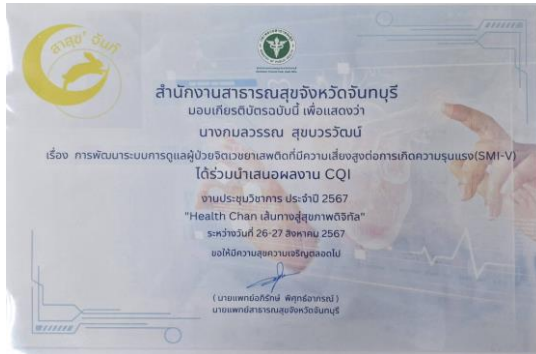 สาสุข จันท์
สำนักงานสาธารณสุขจังหวัดจันทบุรี
มอบเกียรติบัตรฉบับนี้ เพื่อแสดงว่า
นางกมลวรรณ สุขบวรวัฒน์
เรื่อง การพัฒนาระบบการดูแลผู้ป่วยจิตเวชยาเสพติดที่มีความเสี่ยงสูงต่อการเกิดความรุนแรง(SMI-V)
ได้ร่วมนำเสนอผลงาน CQI
งานประชุมวิชาการ ประจำปี 2567
"Health Chan เส้นทางสู่สุขภาพดิจิทัล"
ระหว่างวันที่ 26-27 สิงหาคม 2567
ขอให้มีความสุขความเจริญตลอดไป
( นายแพทย์อภิรักษ์ พิศุทธ์อาภรณ์ )
นายแพทย์สาธารณสุขจังหวัดจันทบุรี